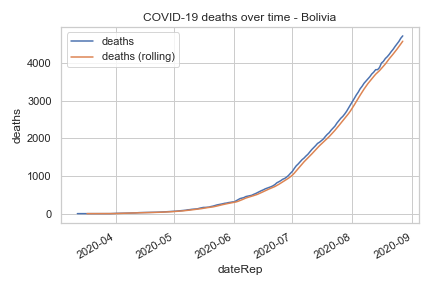 COVID-19 deaths over time - Bolivia
deaths
deaths (rolling)
4000
3000
2000
1000
0
deaths
2020-04
2020-05
2020-06
2020-07
2020-08
2020-09
dateRep